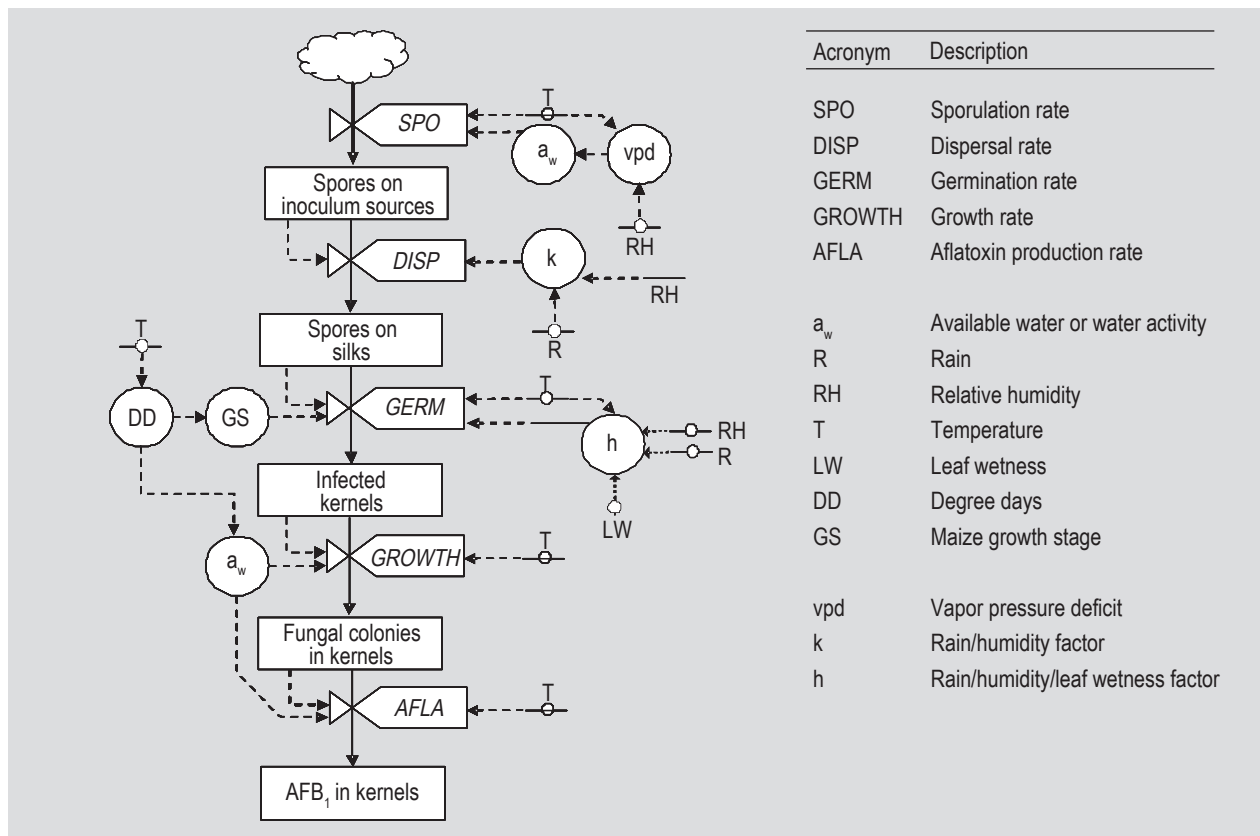 T
SPO
a_w
vpd
Spores on
inoculum sources
RH
DISP
k
RH
R
Spores on
silks
T
DD
GS
GERM
T
h
RH
R
LW
Infected
kernels
a_w
GROWTH
T
Fungal colonies
in kernels
AFLA
T
AFB₁ in kernels
Acronym Description
SPO Sporulation rate
DISP Dispersal rate
GERM Germination rate
GROWTH Growth rate
AFLA Aflatoxin production rate
a_w Available water or water activity
R Rain
RH Relative humidity
T Temperature
LW Leaf wetness
DD Degree days
GS Maize growth stage
vpd Vapor pressure deficit
k Rain/humidity factor
h Rain/humidity/leaf wetness factor